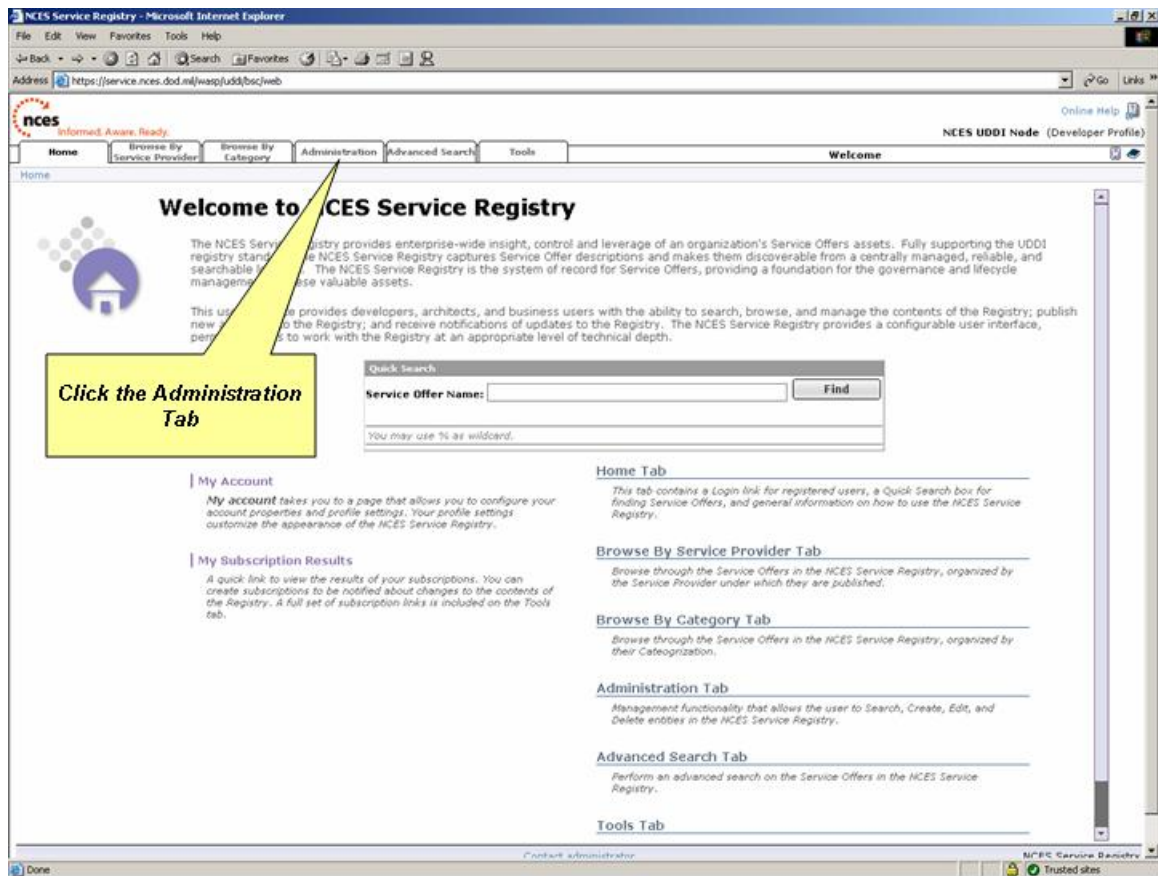 NCES Service Registry - Microsoft Internet Explorer
File Edit View Favorites Tools Help
Back Search Favorites
Address https://service.nces.dod.mil/wasp/uddi/bsc/web Go Links »
nces
Informed. Aware. Ready.
Online Help
NCES UDDI Node (Developer Profile)
Home
Browse By Service Provider
Browse By Category
Administration
Advanced Search
Tools
Welcome
Home
Welcome to NCES Service Registry
The NCES Serv gistry provides enterprise-wide insight, control and leverage of an organization's Service Offers assets. Fully supporting the UDDI
registry stand e NCES Service Registry captures Service Offer descriptions and makes them discoverable from a centrally managed, reliable, and
searchable l . The NCES Service Registry is the system of record for Service Offers, providing a foundation for the governance and lifecycle
managem ese valuable assets.
This us e provides developers, architects, and business users with the ability to search, browse, and manage the contents of the Registry; publish
new to the Registry; and receive notifications of updates to the Registry. The NCES Service Registry provides a configurable user interface,
per s to work with the Registry at an appropriate level of technical depth.
Click the Administration
Tab
Quick Search
Service Offer Name: Find
You may use % as wildcard.
My Account
My account takes you to a page that allows you to configure your
account properties and profile settings. Your profile settings
customize the appearance of the NCES Service Registry.
My Subscription Results
A quick link to view the results of your subscriptions. You can
create subscriptions to be notified about changes to the contents of
the Registry. A full set of subscription links is included on the Tools
tab.
Home Tab
This tab contains a Login link for registered users, a Quick Search box for
finding Service Offers, and general information on how to use the NCES Service
Registry.
Browse By Service Provider Tab
Browse through the Service Offers in the NCES Service Registry, organized by
the Service Provider under which they are published.
Browse By Category Tab
Browse through the Service Offers in the NCES Service Registry, organized by
their Cateogrization.
Administration Tab
Management functionality that allows the user to Search, Create, Edit, and
Delete entities in the NCES Service Registry.
Advanced Search Tab
Perform an advanced search on the Service Offers in the NCES Service
Registry.
Tools Tab
Contact administrator
NCES Service Registry
Done
Trusted sites